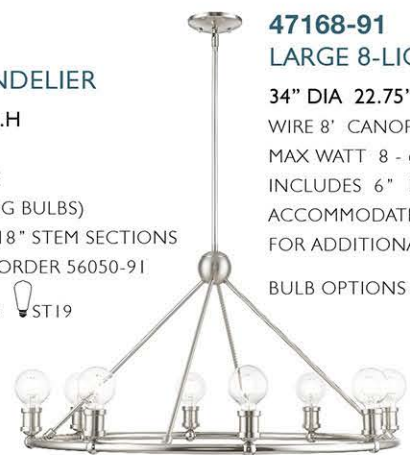 NDELIER
.H
G BULBS)
18" STEM SECTIONS
ORDER 56050-91
ST19
47168-91
LARGE 8-LIG
34" DIA 22.75"
WIRE 8' CANOP
MAX WATT 8 -
INCLUDES 6"
ACCOMMODATI
FOR ADDITIONA
BULB OPTIONS